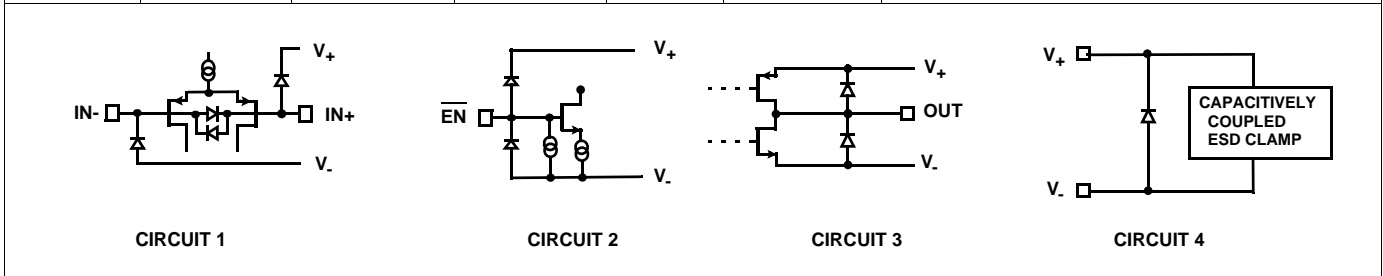 IN-
V+
IN+
V-
CIRCUIT 1
V+
EN
V-
CIRCUIT 2
V+
OUT
V-
CIRCUIT 3
V+
CAPACITIVELY
COUPLED
ESD CLAMP
V-
CIRCUIT 4